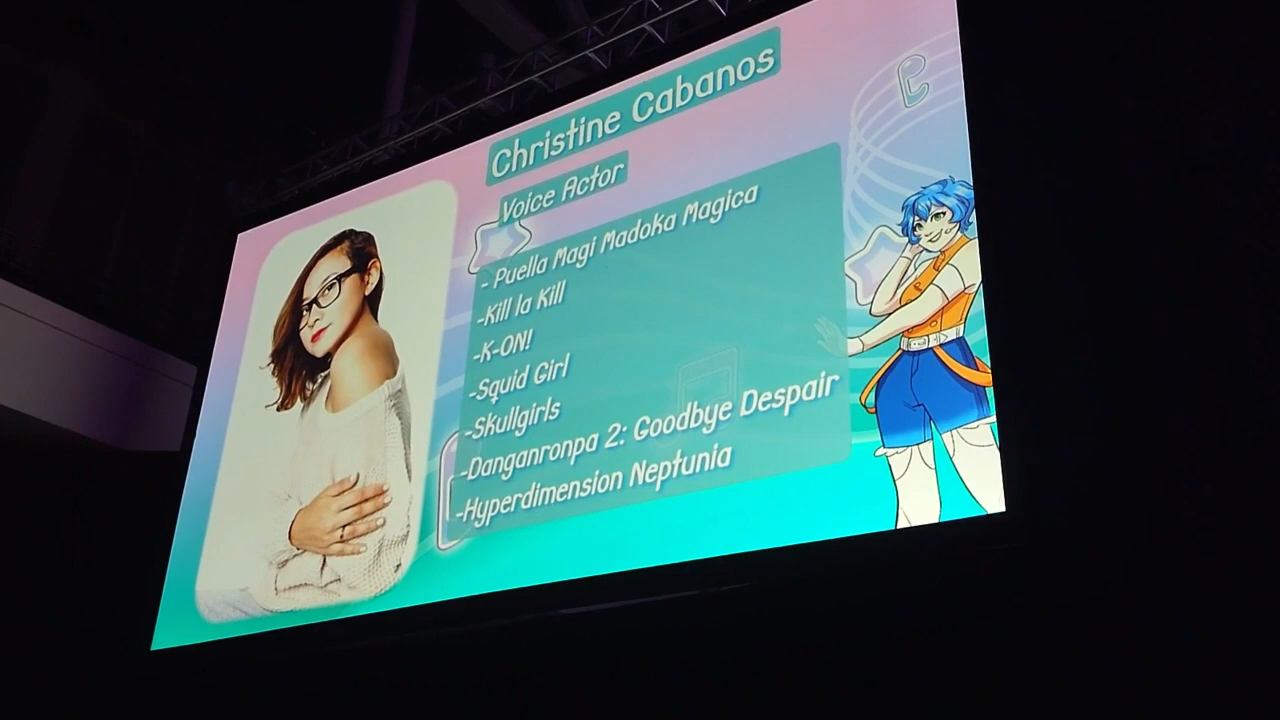 Christine Cabanos
Voice Actor
- Puella Magi Madoka Magica
-Kill la Kill
-K-ON!
-Squid Girl
-Skullgirls
-Danganronpa 2: Goodbye Despair
-Hyperdimension Neptunia